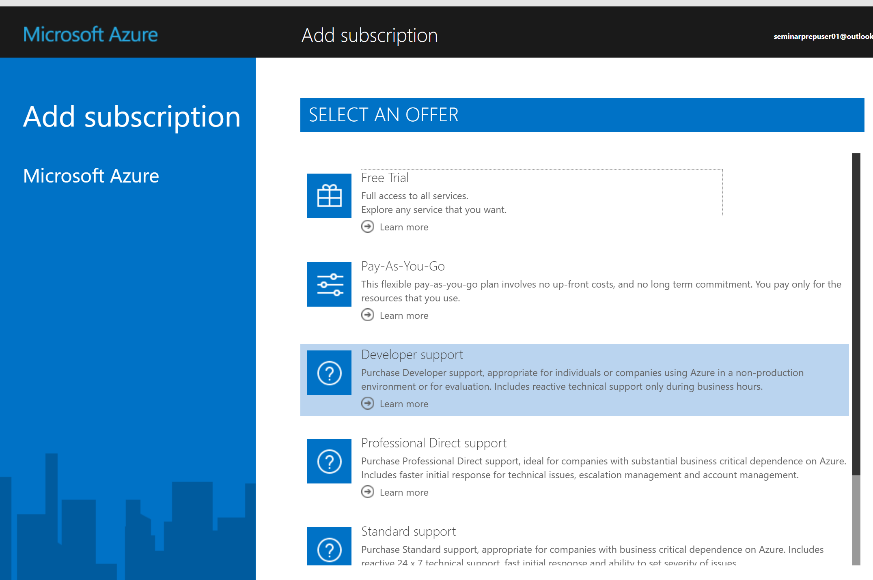 Microsoft Azure
Add subscription
seminarprepuser01@outlook
Add subscription
Microsoft Azure
SELECT AN OFFER
Free Trial
Full access to all services.
Explore any service that you want.
Learn more
Pay-As-You-Go
This flexible pay-as-you-go plan involves no up-front costs, and no long term commitment. You pay only for the
resources that you use.
Learn more
Developer support
Purchase Developer support, appropriate for individuals or companies using Azure in a non-production
environment or for evaluation. Includes reactive technical support only during business hours.
Learn more
Professional Direct support
Purchase Professional Direct support, ideal for companies with substantial business critical dependence on Azure.
Includes faster initial response for technical issues, escalation management and account management.
Learn more
Standard support
Purchase Standard support, appropriate for companies with business critical dependence on Azure. Includes
reactive 24 x 7 technical support, fast initial response and ability to set severity of issues.